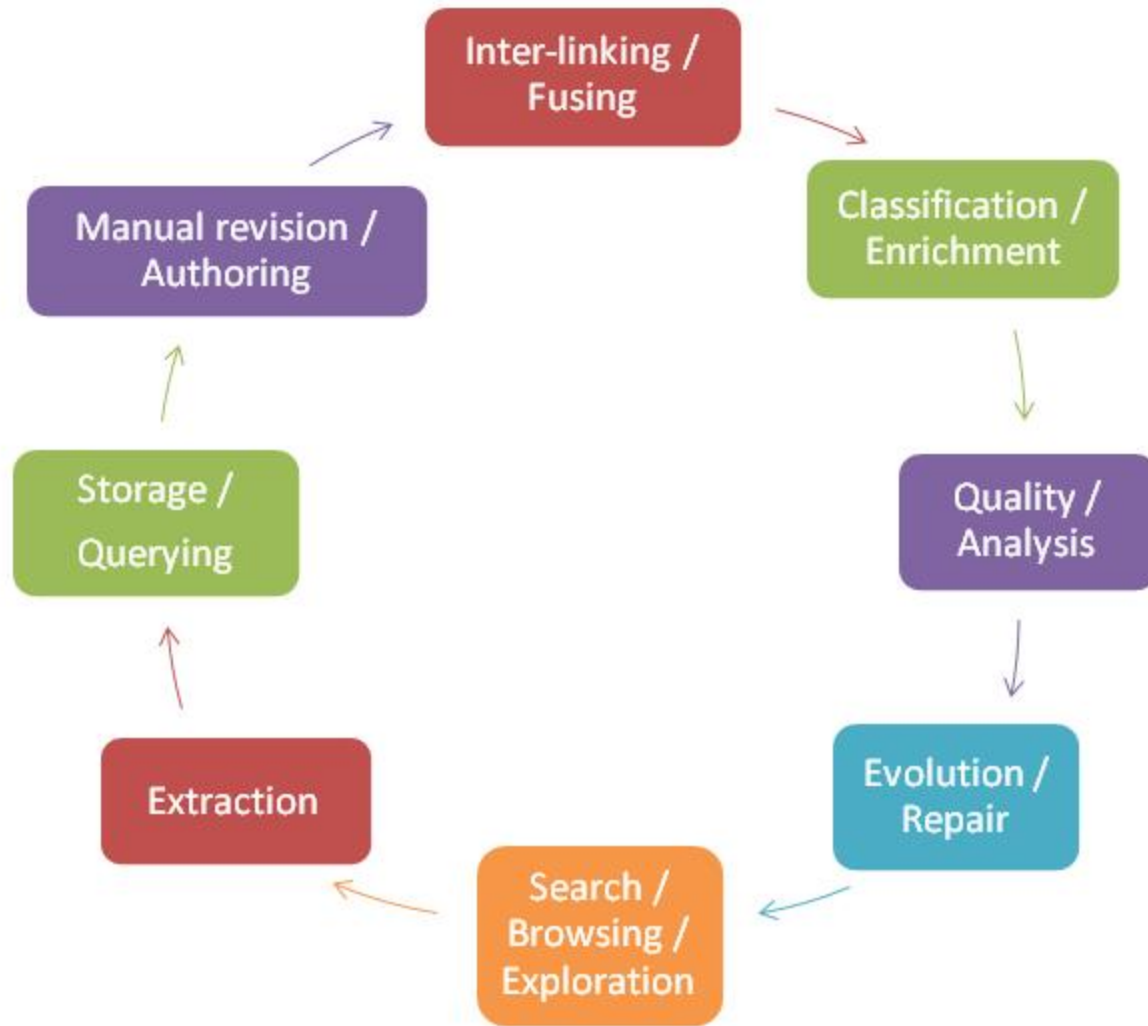 Inter-linking /
Fusing
Classification /
Enrichment
Quality /
Analysis
Evolution /
Repair
Search /
Browsing /
Exploration
Extraction
Storage /
Querying
Manual revision /
Authoring